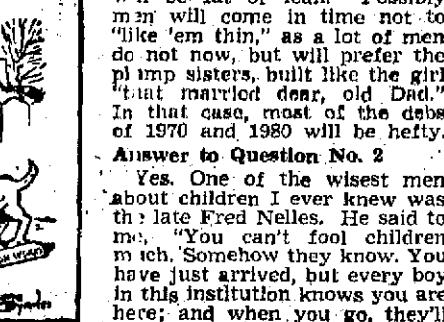 m n will come in time not to
"like 'em thin," as a lot of men
do not now, but will prefer the
pl mp sisters, built like the girl
"that married dear, old Dad."
In that case, most of the debs
of 1970 and 1980 will be hefty.
Answer to Question No. 2
Yes. One of the wisest men
about children I ever knew was
the late Fred Nelles. He said to
me, "You can't fool children
m ich. Somehow they know. You
have just arrived, but every boy
in this institution knows you are
here; and when you go, they'll